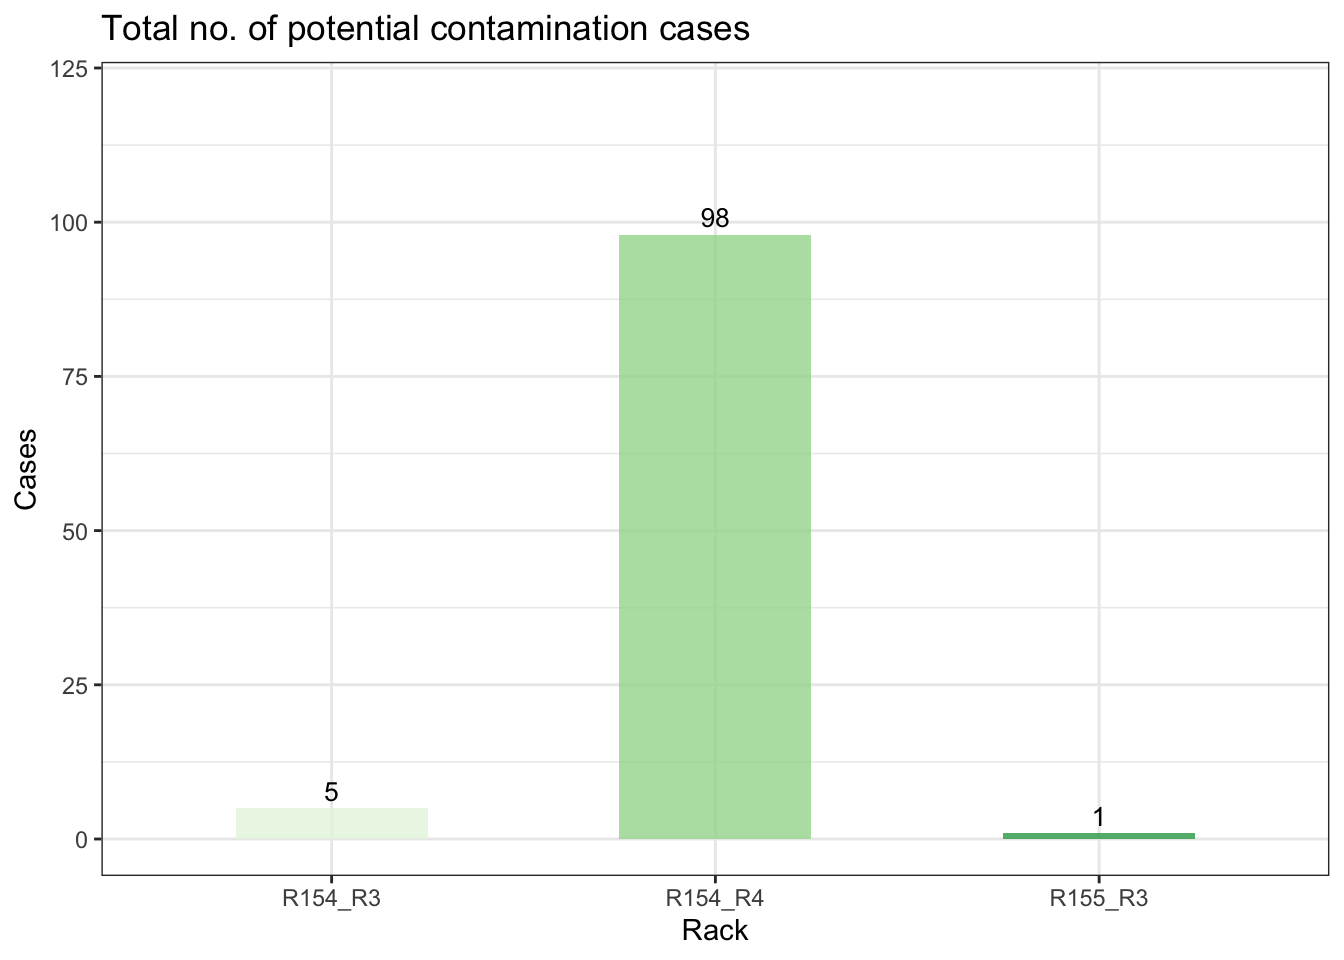 Total no. of potential contamination cases
125
100
75
50
25
0
Cases
5
98
1
R154_R3
R154_R4
R155_R3
Rack